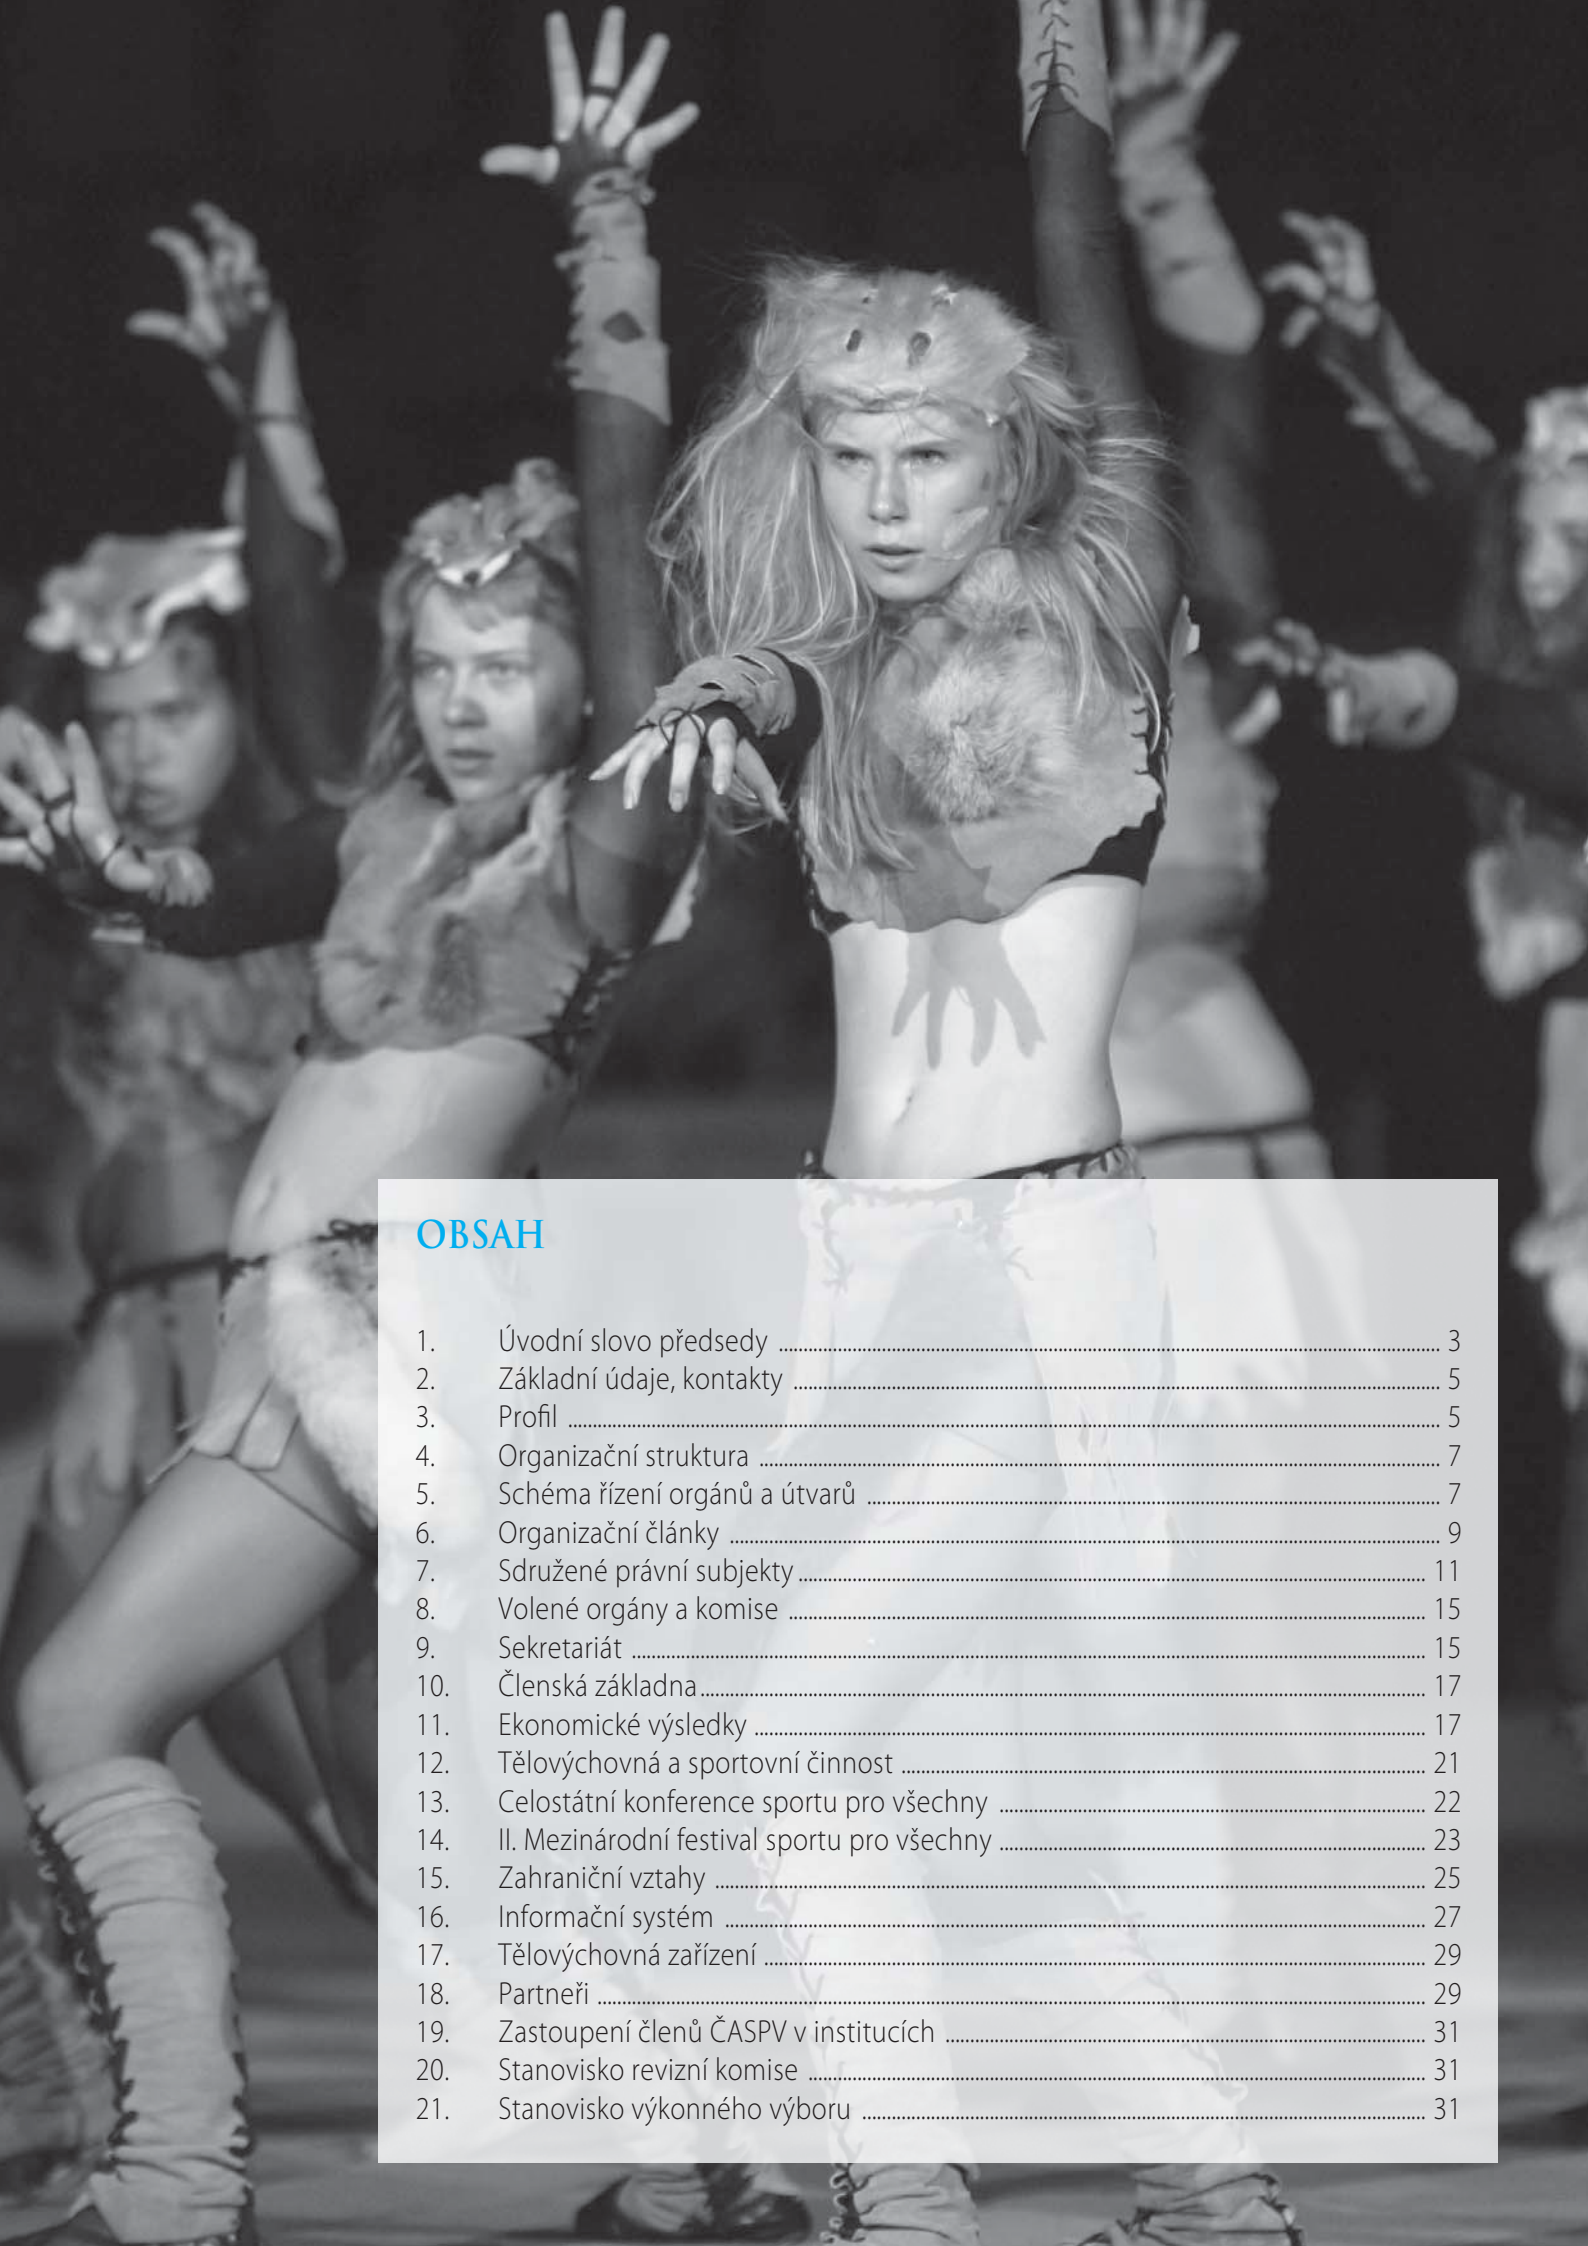 OBSAH
1. Úvodní slovo předsedy 3
2. Základní údaje, kontakty 5
3. Profil 5
4. Organizační struktura 7
5. Schéma řízení orgánů a útvarů 7
6. Organizační články 9
7. Sdružené právní subjekty 11
8. Volené orgány a komise 15
9. Sekretariát 15
10. Členská základna 17
11. Ekonomické výsledky 17
12. Tělovýchovná a sportovní činnost 21
13. Celostátní konference sportu pro všechny 22
14. II. Mezinárodní festival sportu pro všechny 23
15. Zahraniční vztahy 25
16. Informační systém 27
17. Tělovýchovná zařízení 29
18. Partneři 29
19. Zastoupení členů ČASPV v institucích 31
20. Stanovisko revizní komise 31
21. Stanovisko výkonného výboru 31